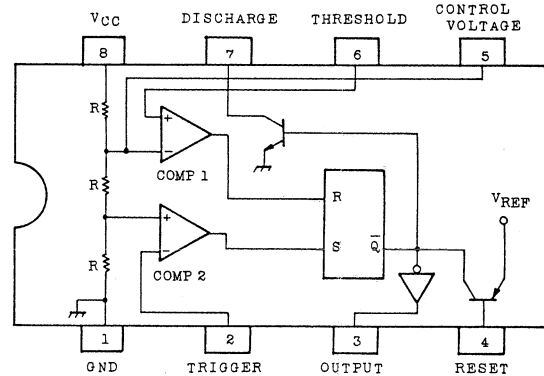 VCC
DISCHARGE
THRESHOLD
CONTROL
VOLTAGE
8
7
6
5
R
+
−
COMP 1
R
R
S
Q̅
VREF
+
−
COMP 2
R
1
2
3
4
GND
TRIGGER
OUTPUT
RESET